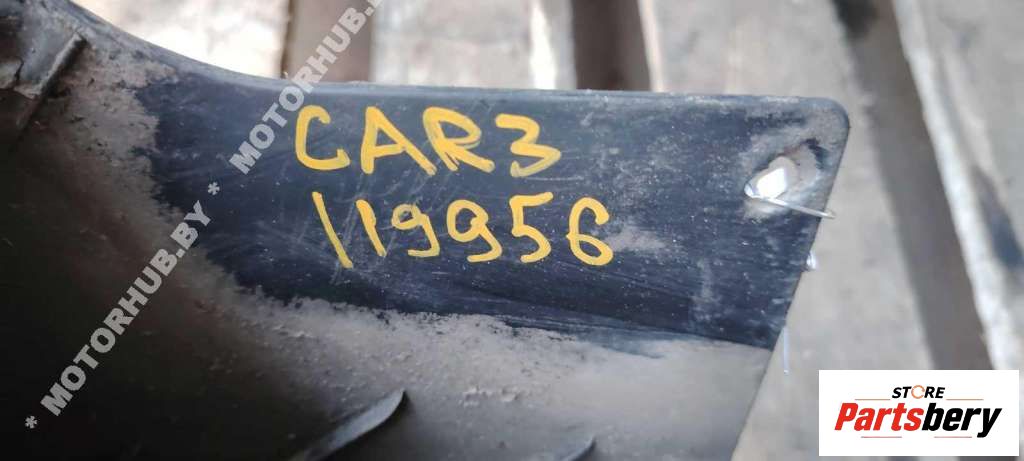 CAR3
119956
* MOTORHUB.BY * MOTORHUB.BY
STORE
Partsbery